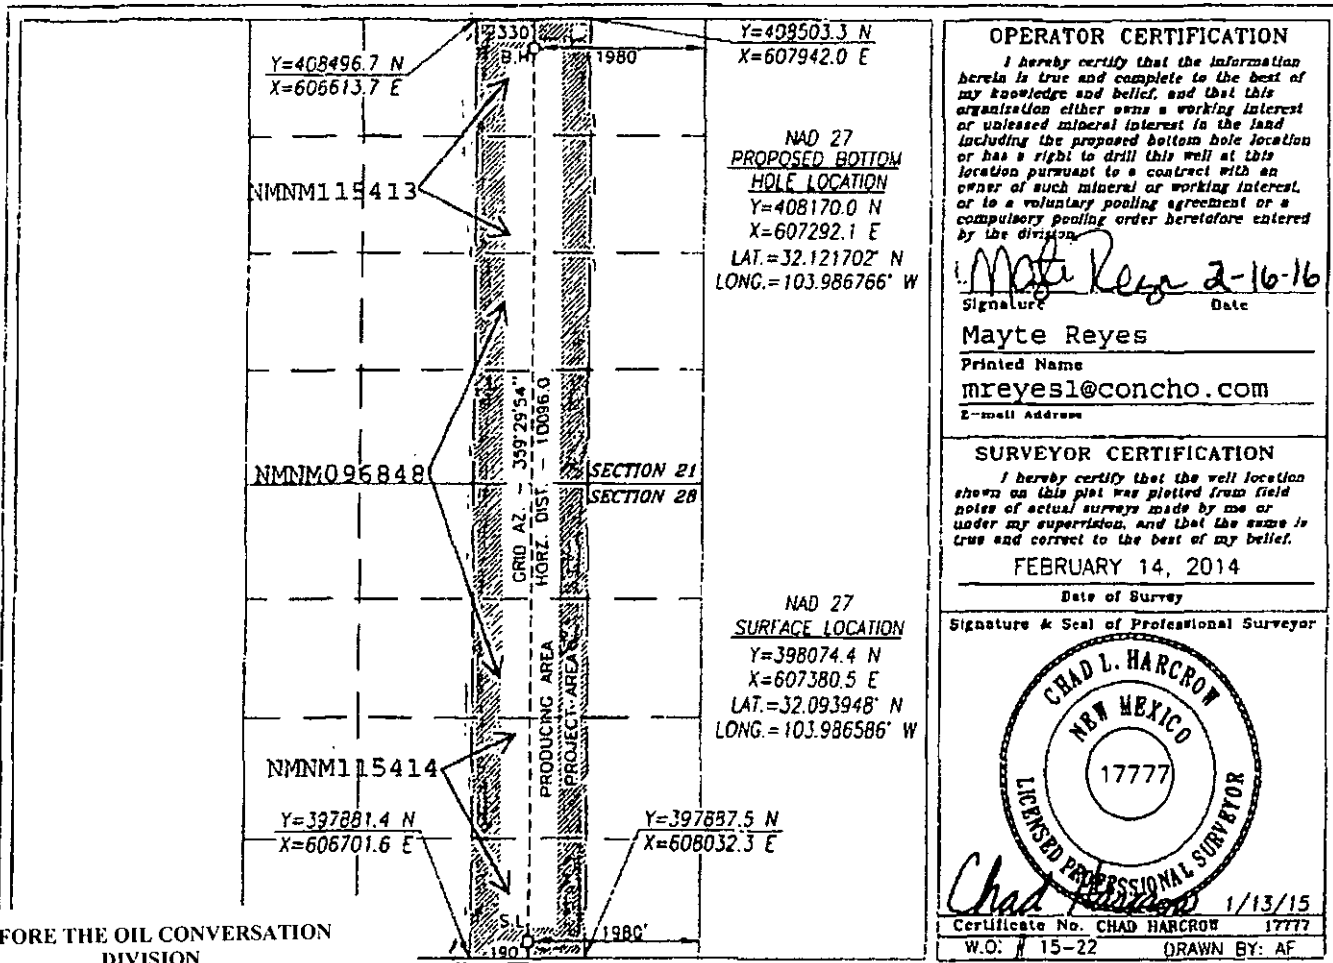 330'
B.H.
1980'
Y=408496.7 N
X=606613.7 E
Y=408503.3 N
X=607942.0 E
NMNM115413
NAD 27
PROPOSED BOTTOM
HOLE LOCATION
Y=408170.0 N
X=607292.1 E
LAT.=32.121702° N
LONG.=103.986766° W
NMNM096848
GRID AZ. - 359°29'54"
HORZ. DIST. - 10096.0
SECTION 21
SECTION 28
NAD 27
SURFACE LOCATION
Y=398074.4 N
X=607380.5 E
LAT.=32.093948° N
LONG.=103.986586° W
PRODUCING AREA
PROJECT AREA
NMNM115414
Y=397881.4 N
X=606701.6 E
Y=397887.5 N
X=608032.3 E
S.L.
190'
1980'
FORE THE OIL CONVERSATION
DIVISION
OPERATOR CERTIFICATION
I hereby certify that the information
herein is true and complete to the best of
my knowledge and belief, and that this
organization either owns a working interest
or unleased mineral interest in the land
including the proposed bottom hole location
or has a right to drill this well at this
location pursuant to a contract with an
owner of such mineral or working interest,
or to a voluntary pooling agreement or a
compulsory pooling order heretofore entered
by the division.
Mayte Reyes 2-16-16
Signature Date
Mayte Reyes
Printed Name
mreyes1@concho.com
E-mail Address
SURVEYOR CERTIFICATION
I hereby certify that the well location
shown on this plat was plotted from field
notes of actual surveys made by me or
under my supervision, and that the same is
true and correct to the best of my belief.
FEBRUARY 14, 2014
Date of Survey
Signature & Seal of Professional Surveyor
CHAD L. HARCROW
NEW MEXICO
17777
LICENSED PROFESSIONAL SURVEYOR
Chad Harcrow 1/13/15
Certificate No. CHAD HARCROW 17777
W.O. # 15-22 DRAWN BY: AF